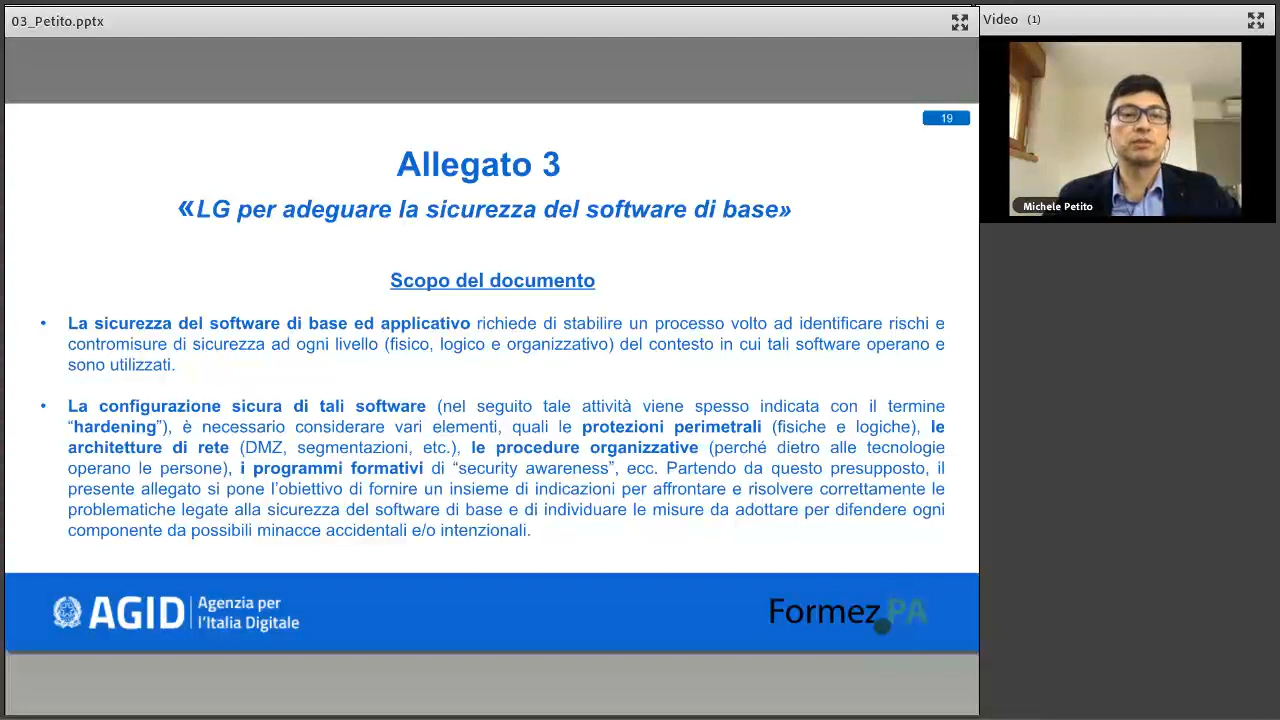 03_Petito.pptx
Video (1)
19
Allegato 3
«LG per adeguare la sicurezza del software di base»
Scopo del documento
• La sicurezza del software di base ed applicativo richiede di stabilire un processo volto ad identificare rischi e
contromisure di sicurezza ad ogni livello (fisico, logico e organizzativo) del contesto in cui tali software operano e
sono utilizzati.
• La configurazione sicura di tali software (nel seguito tale attività viene spesso indicata con il termine
“hardening”), è necessario considerare vari elementi, quali le protezioni perimetrali (fisiche e logiche), le
architetture di rete (DMZ, segmentazioni, etc.), le procedure organizzative (perché dietro alle tecnologie
operano le persone), i programmi formativi di “security awareness”, ecc. Partendo da questo presupposto, il
presente allegato si pone l’obiettivo di fornire un insieme di indicazioni per affrontare e risolvere correttamente le
problematiche legate alla sicurezza del software di base e di individuare le misure da adottare per difendere ogni
componente da possibili minacce accidentali e/o intenzionali.
AGID Agenzia per
l’Italia Digitale
Formez PA
Michele Petito